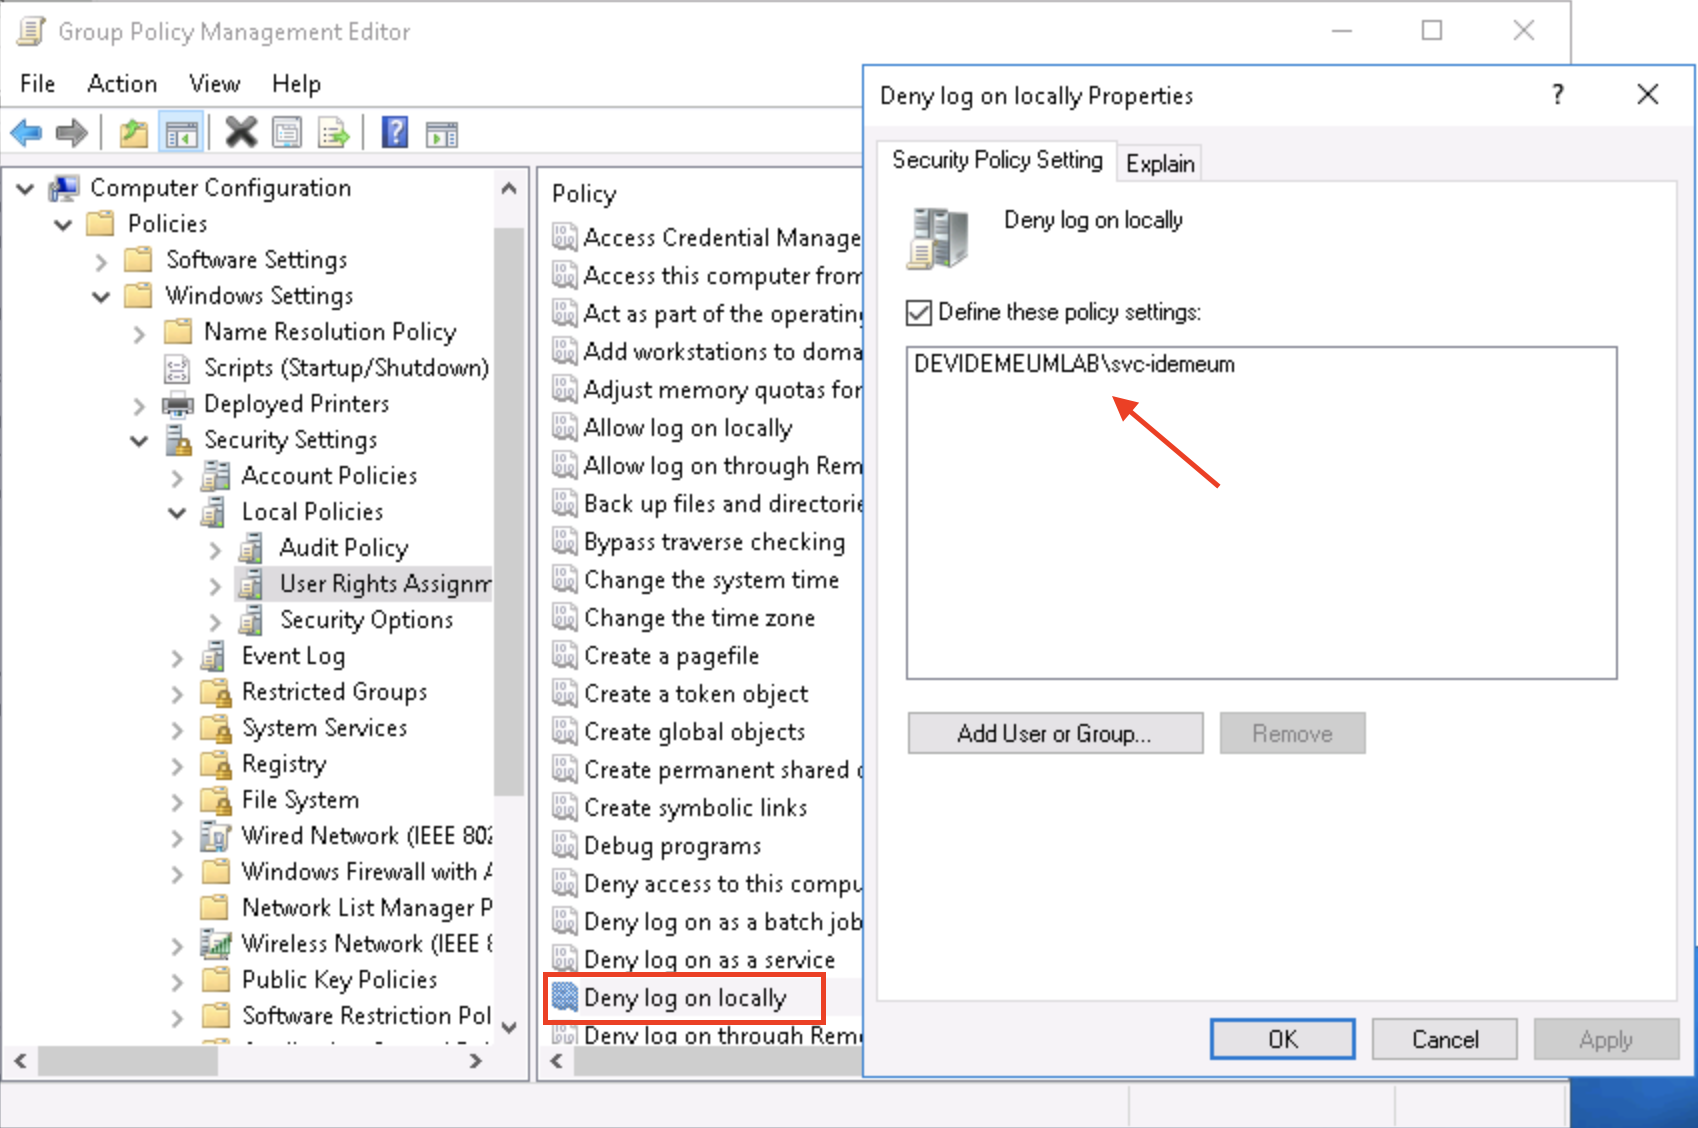 Group Policy Management Editor
File Action View Help
Computer Configuration
Policies
Software Settings
Windows Settings
Name Resolution Policy
Scripts (Startup/Shutdown)
Deployed Printers
Security Settings
Account Policies
Local Policies
Audit Policy
User Rights Assignm
Security Options
Event Log
Restricted Groups
System Services
Registry
File System
Wired Network (IEEE 802
Windows Firewall with A
Network List Manager P
Wireless Network (IEEE 8
Public Key Policies
Software Restriction Pol
Policy
Access Credential Manage
Access this computer from
Act as part of the operating
Add workstations to doma
Adjust memory quotas for
Allow log on locally
Allow log on through Rem
Back up files and directorie
Bypass traverse checking
Change the system time
Change the time zone
Create a pagefile
Create a token object
Create global objects
Create permanent shared o
Create symbolic links
Debug programs
Deny access to this compu
Deny log on as a batch job
Deny log on as a service
Deny log on locally
Deny log on through Remo
Deny log on locally Properties
?
Security Policy Setting Explain
Deny log on locally
Define these policy settings:
DEVIDEMEUMLAB\svc-idemeum
Add User or Group... Remove
OK Cancel Apply